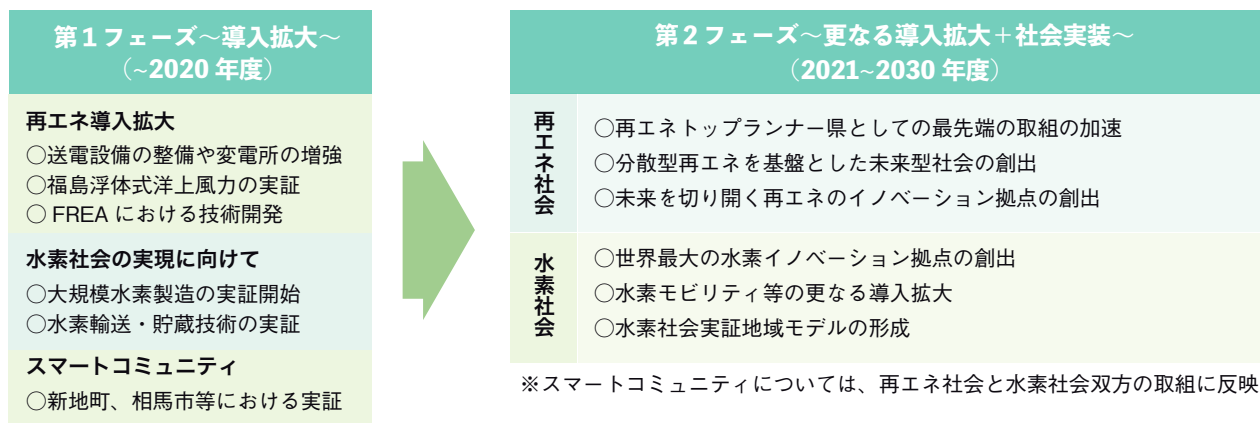 第1フェーズ～導入拡大～
（~2020年度）
再エネ導入拡大
○送電設備の整備や変電所の増強
○福島浮体式洋上風力の実証
○ FREA における技術開発
水素社会の実現に向けて
○大規模水素製造の実証開始
○水素輸送・貯蔵技術の実証
スマートコミュニティ
○新地町、相馬市等における実証
第2フェーズ～更なる導入拡大＋社会実装～
（2021~2030 年度）
再エネ社会
○再エネトップランナー県としての最先端の取組の加速
○分散型再エネを基盤とした未来型社会の創出
○未来を切り開く再エネのイノベーション拠点の創出
水素社会
○世界最大の水素イノベーション拠点の創出
○水素モビリティ等の更なる導入拡大
○水素社会実証地域モデルの形成
※スマートコミュニティについては、再エネ社会と水素社会双方の取組に反映